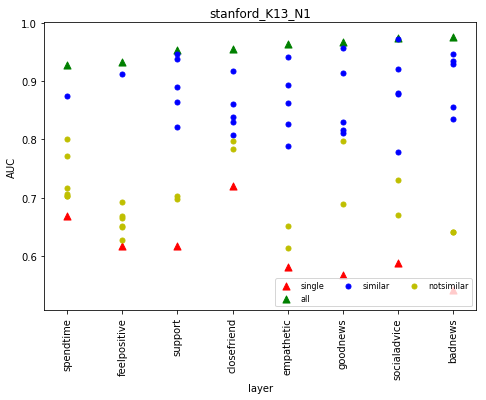 stanford_K13_N1
1.0
0.9
0.8
0.7
0.6
AUC
single
similar
notsimilar
all
spendtime
feelpositive
support
closefriend
empathetic
goodnews
socialadvice
badnews
layer